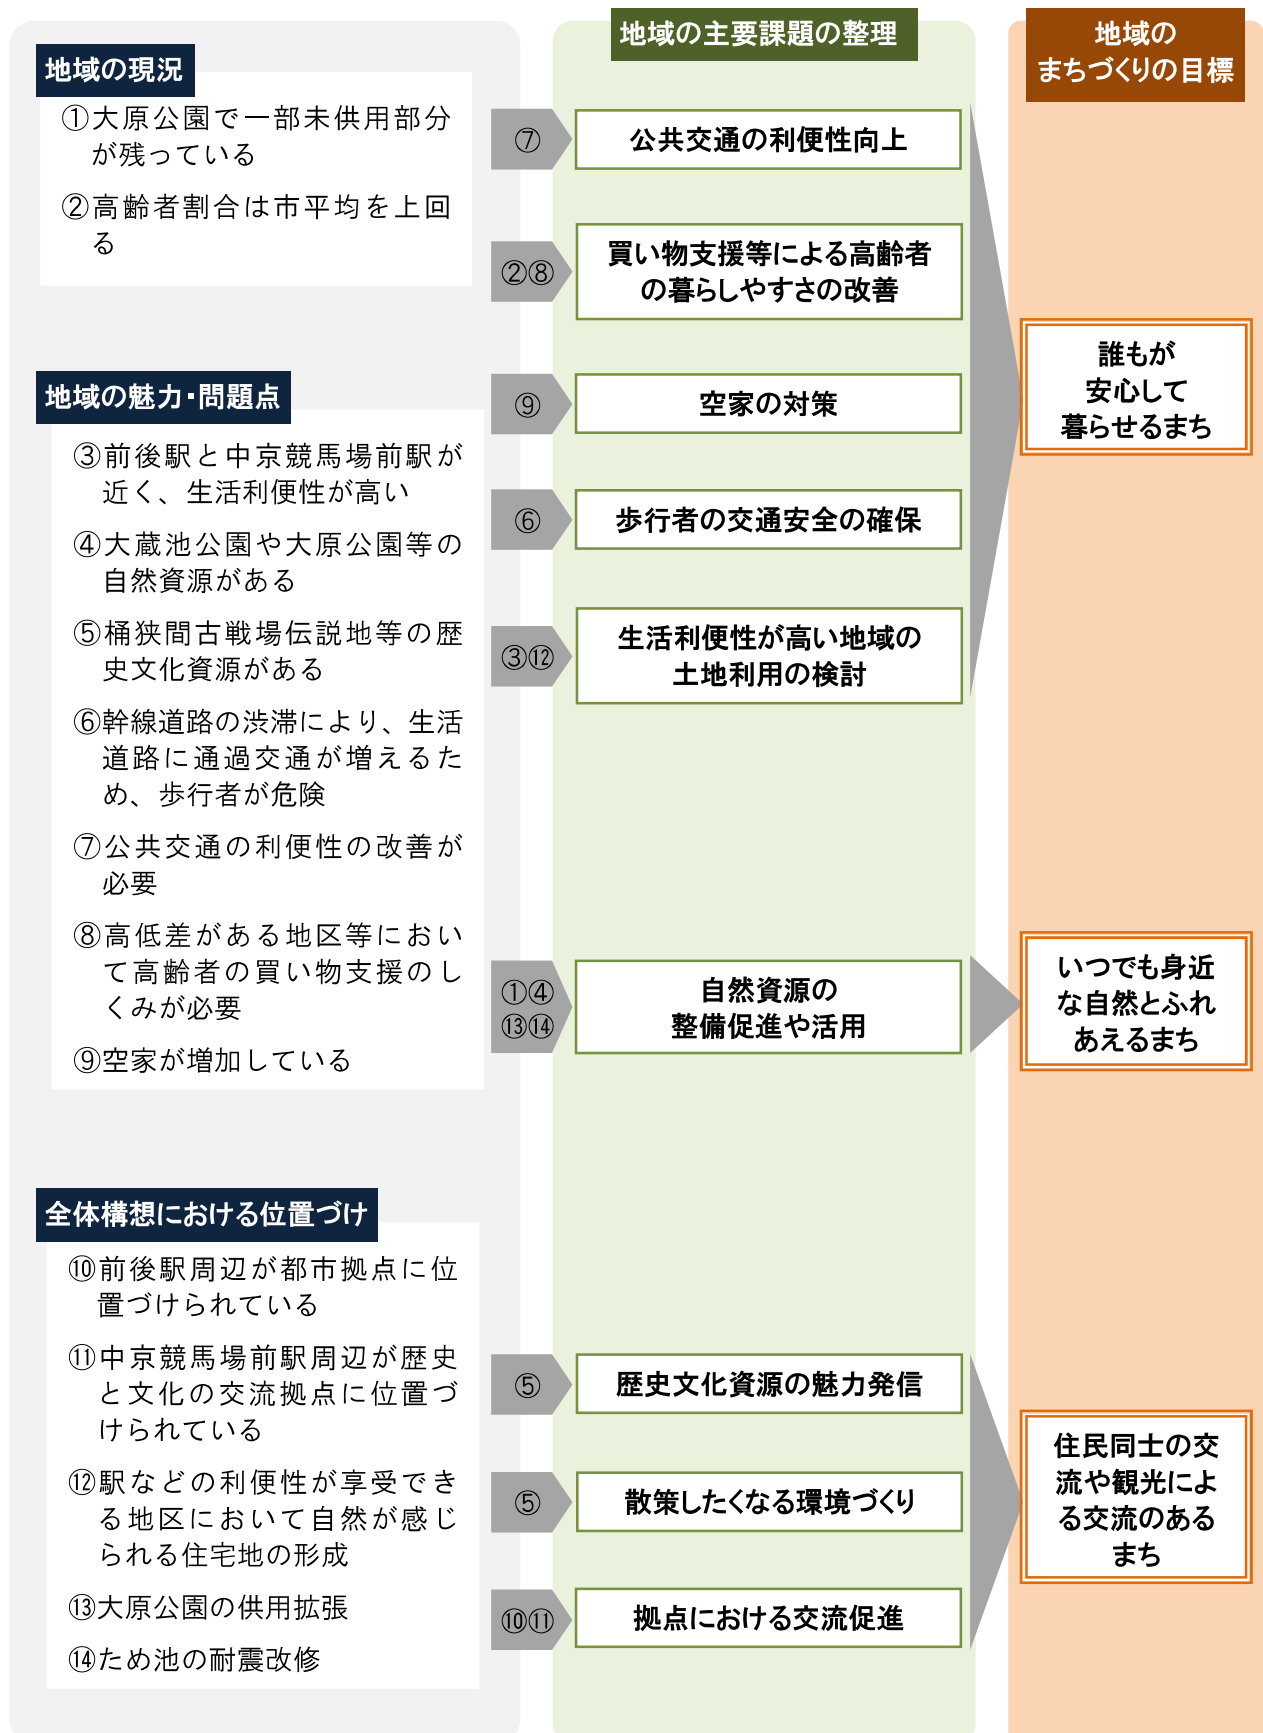 地域の現況
①大原公園で一部未供用部分
が残っている
②高齢者割合は市平均を上回
る
地域の魅力・問題点
③前後駅と中京競馬場前駅が
近く、生活利便性が高い
④大蔵池公園や大原公園等の
自然資源がある
⑤桶狭間古戦場伝説地等の歴
史文化資源がある
⑥幹線道路の渋滞により、生活
道路に通過交通が増えるた
め、歩行者が危険
⑦公共交通の利便性の改善が
必要
⑧高低差がある地区等におい
て高齢者の買い物支援のし
くみが必要
⑨空家が増加している
全体構想における位置づけ
⑩前後駅周辺が都市拠点に位
置づけられている
⑪中京競馬場前駅周辺が歴史
と文化の交流拠点に位置づ
けられている
⑫駅などの利便性が享受でき
る地区において自然が感じ
られる住宅地の形成
⑬大原公園の供用拡張
⑭ため池の耐震改修
地域の主要課題の整理
⑦
公共交通の利便性向上
②⑧
買い物支援等による高齢者
の暮らしやすさの改善
⑨
空家の対策
⑥
歩行者の交通安全の確保
③⑫
生活利便性が高い地域の
土地利用の検討
①④
⑬⑭
自然資源の
整備促進や活用
⑤
歴史文化資源の魅力発信
⑤
散策したくなる環境づくり
⑩⑪
拠点における交流促進
地域の
まちづくりの目標
誰もが
安心して
暮らせるまち
いつでも身近
な自然とふれ
あえるまち
住民同士の交
流や観光によ
る交流のある
まち